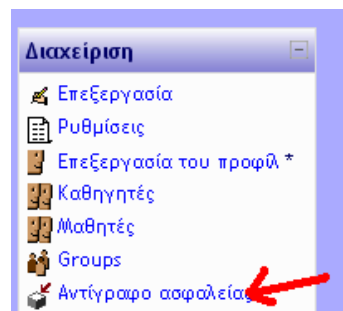 Διαχείριση
Επεξεργασία
Ρυθμίσεις
Επεξεργασία του προφίλ *
Καθηγητές
Μαθητές
Groups
Αντίγραφο ασφαλείας